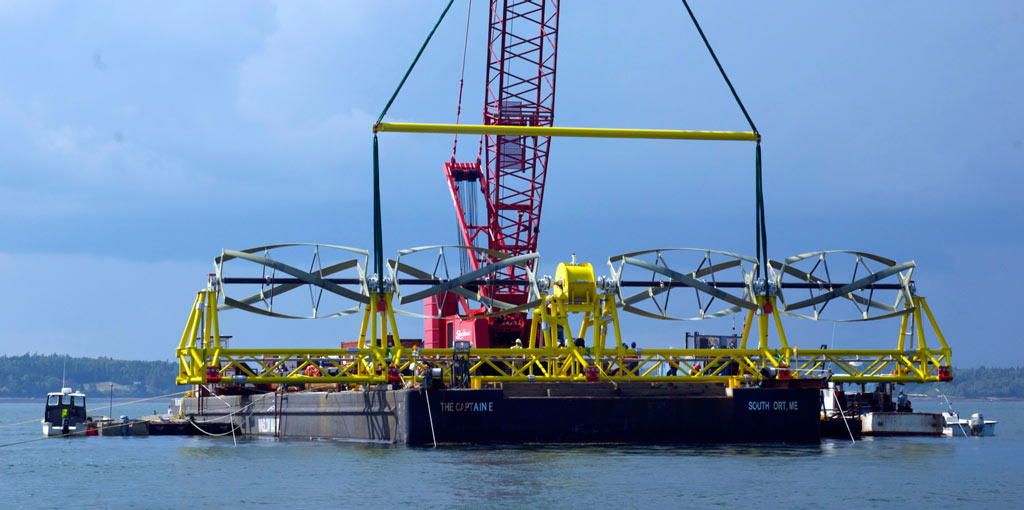 THE CAPTAIN E
SOUTH ORT, ME